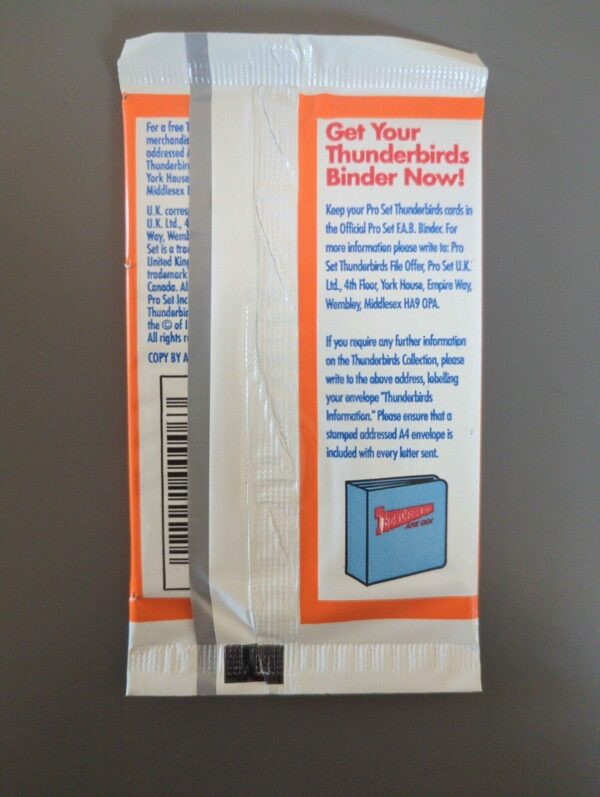 For a free
merchandis
addressed
Thunderbir
York House
Middlesex
U.K. corres
U.K. Ltd., 4
Way, Wemb
Set is a tra
United King
trademark
Canada. Al
Pro Set Inc
Thunderbir
the © of
All rights r
COPY BY A
Get Your
Thunderbirds
Binder Now!
Keep your Pro Set Thunderbirds cards in
the Official Pro Set F.A.B. Binder. For
more information please write to: Pro
Set Thunderbirds File Offer, Pro Set U.K.
Ltd., 4th Floor, York House, Empire Way,
Wembley, Middlesex HA9 OPA.
If you require any further information
on the Thunderbirds Collection, please
write to the above address, labelling
your envelope "Thunderbirds
Information." Please ensure that a
stamped addressed A4 envelope is
included with every letter sent.
THUNDERBIRDS